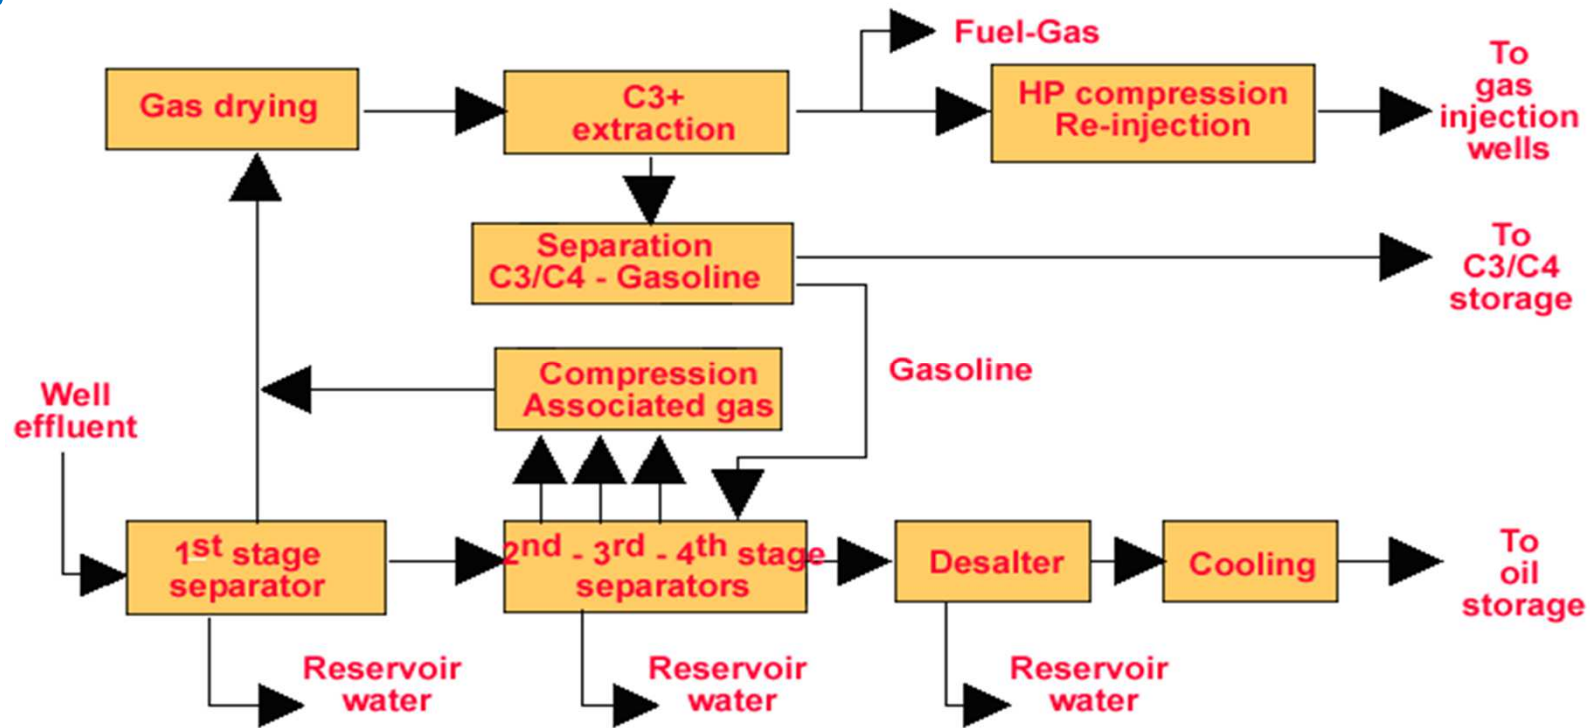 Fuel-Gas
To
gas
injection
wells
Gas drying
C3+
extraction
HP compression
Re-injection
Separation
C3/C4 - Gasoline
To
C3/C4
storage
Compression
Associated gas
Gasoline
Well
effluent
1st stage
separator
2nd - 3rd - 4th stage
separators
Desalter
Cooling
To
oil
storage
Reservoir
water
Reservoir
water
Reservoir
water